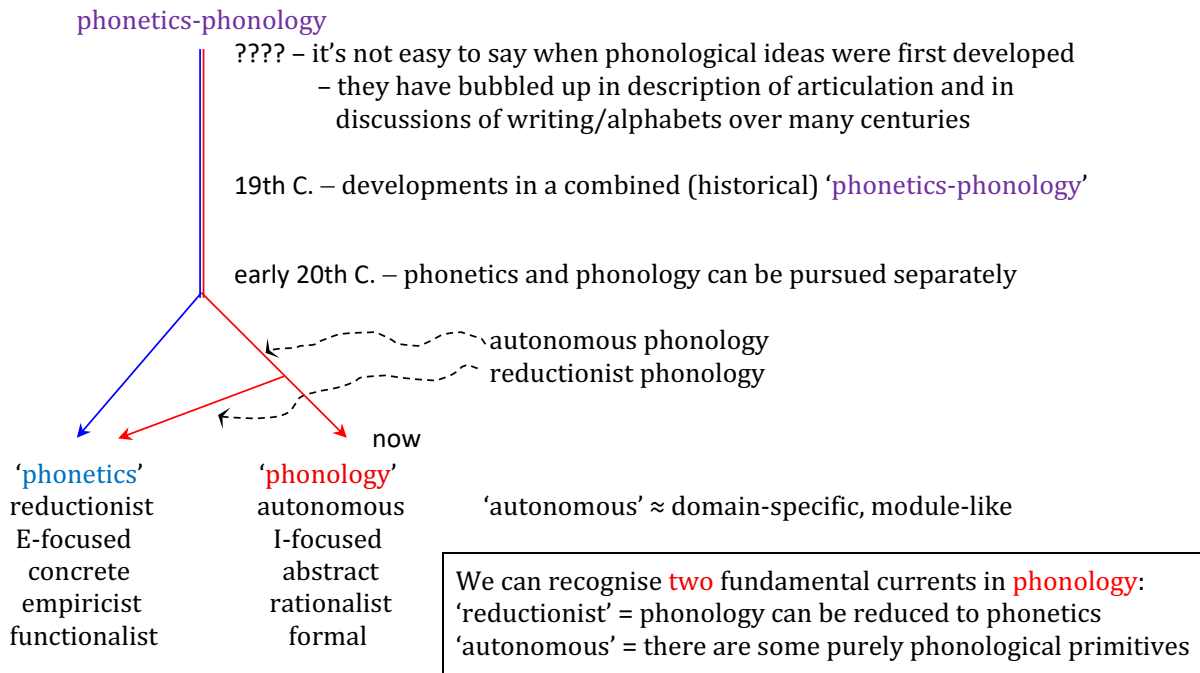 phonetics-phonology
???? – it’s not easy to say when phonological ideas were first developed
– they have bubbled up in description of articulation and in
discussions of writing/alphabets over many centuries
19th C. – developments in a combined (historical) ‘phonetics-phonology’
early 20th C. – phonetics and phonology can be pursued separately
autonomous phonology
reductionist phonology
now
‘phonetics’ ‘phonology’
reductionist autonomous ‘autonomous’ ≈ domain-specific, module-like
E-focused I-focused
concrete abstract
empiricist rationalist
functionalist formal
We can recognise two fundamental currents in phonology:
‘reductionist’ = phonology can be reduced to phonetics
‘autonomous’ = there are some purely phonological primitives